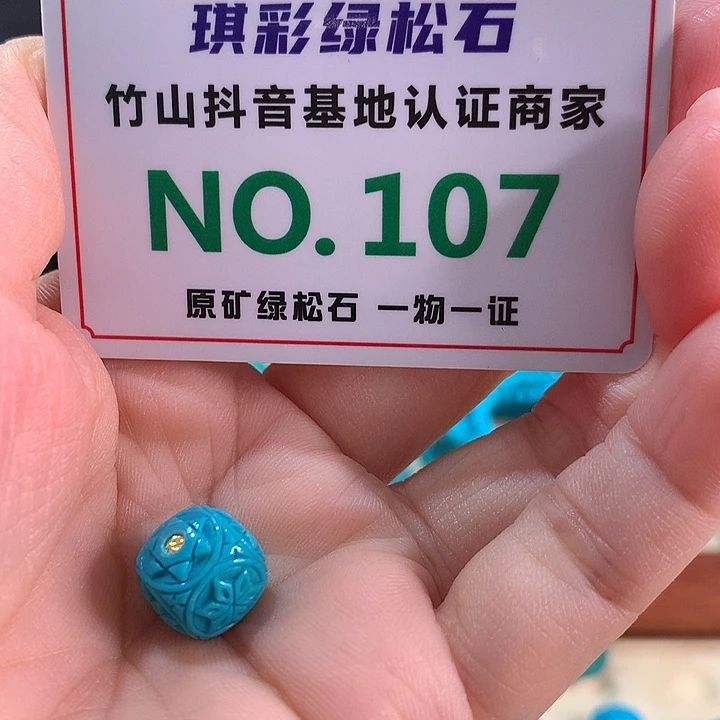 琪彩绿松石
竹山抖音基地认证商家
NO.107
原矿绿松石 一物一证